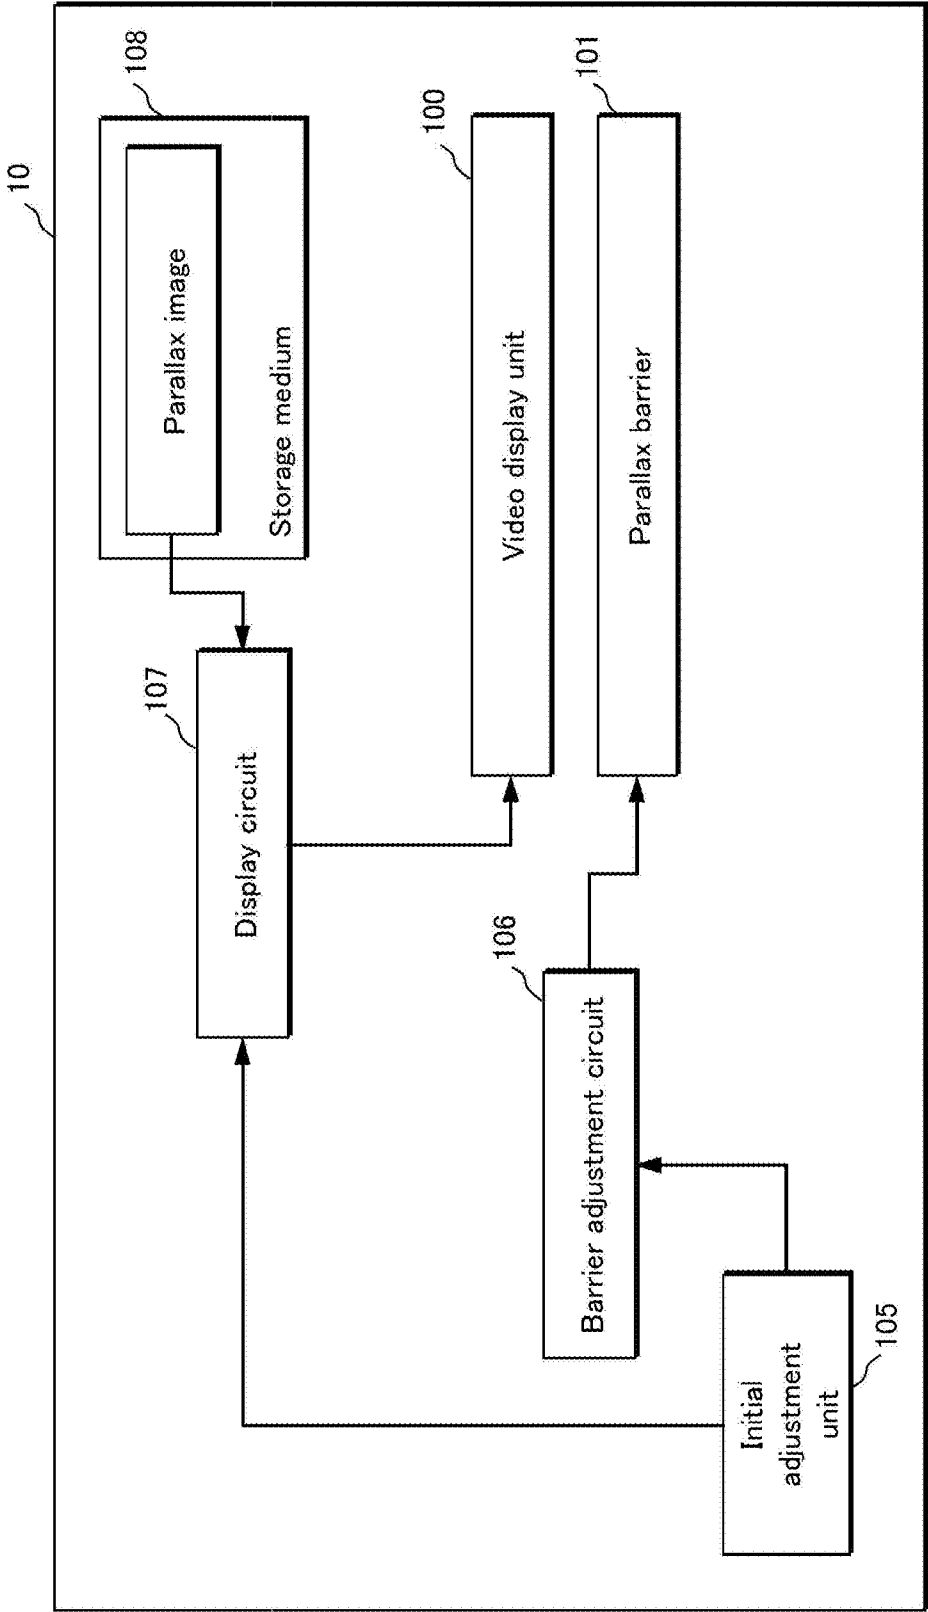 10
108
Parallax image
Storage medium
107
Display circuit
100
Video display unit
101
Parallax barrier
106
Barrier adjustment circuit
Initial
adjustment
unit
105